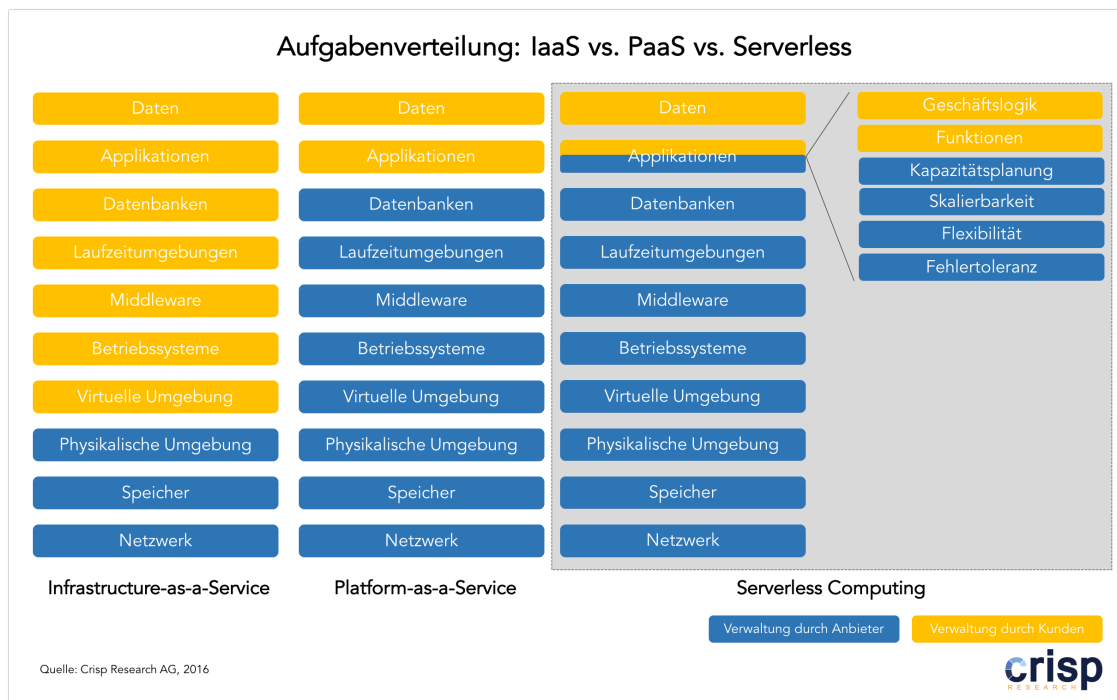 Aufgabenverteilung: IaaS vs. PaaS vs. Serverless
Daten
Applikationen
Datenbanken
Laufzeitumgebungen
Middleware
Betriebssysteme
Virtuelle Umgebung
Physikalische Umgebung
Speicher
Netzwerk
Infrastructure-as-a-Service
Daten
Applikationen
Datenbanken
Laufzeitumgebungen
Middleware
Betriebssysteme
Virtuelle Umgebung
Physikalische Umgebung
Speicher
Netzwerk
Platform-as-a-Service
Daten
Applikationen
Datenbanken
Laufzeitumgebungen
Middleware
Betriebssysteme
Virtuelle Umgebung
Physikalische Umgebung
Speicher
Netzwerk
Geschäftslogik
Funktionen
Kapazitätsplanung
Skalierbarkeit
Flexibilität
Fehlertoleranz
Serverless Computing
Verwaltung durch Anbieter
Verwaltung durch Kunden
Quelle: Crisp Research AG, 2016
crisp
RESEARCH